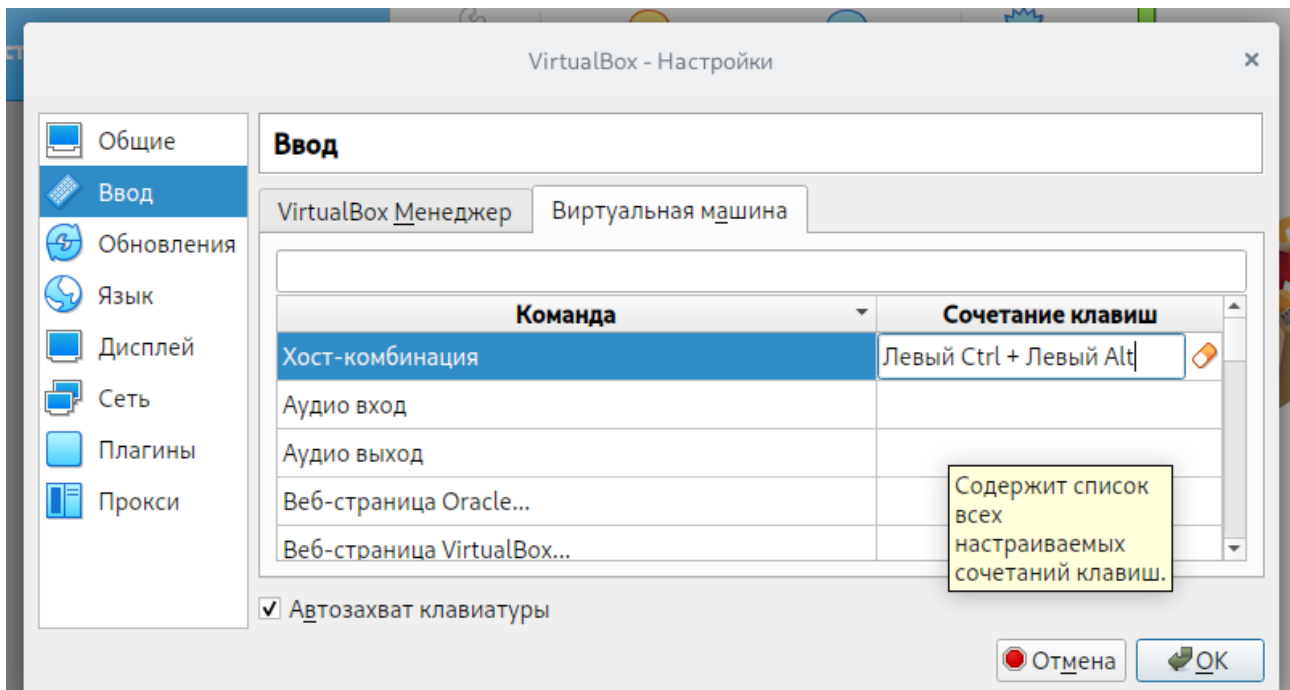 ст
VirtualBox - Настройки
Общие
Ввод
Обновления
Язык
Дисплей
Сеть
Плагины
Прокси
Ввод
VirtualBox Менеджер
Виртуальная машина
Команда
Сочетание клавиш
Хост-комбинация
Левый Ctrl + Левый Alt
Аудио вход
Аудио выход
Веб-страница Oracle...
Веб-страница VirtualBox...
Содержит список
всех
настраиваемых
сочетаний клавиш.
Автозахват клавиатуры
Отмена
OK